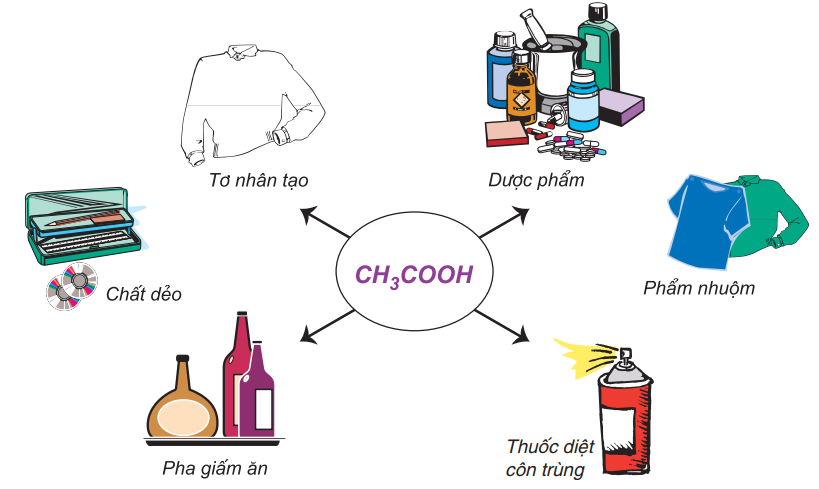 Tơ nhân tạo
Dược phẩm
Chất dẻo
CH₃COOH
Phẩm nhuộm
Pha giấm ăn
Thuốc diệt
côn trùng